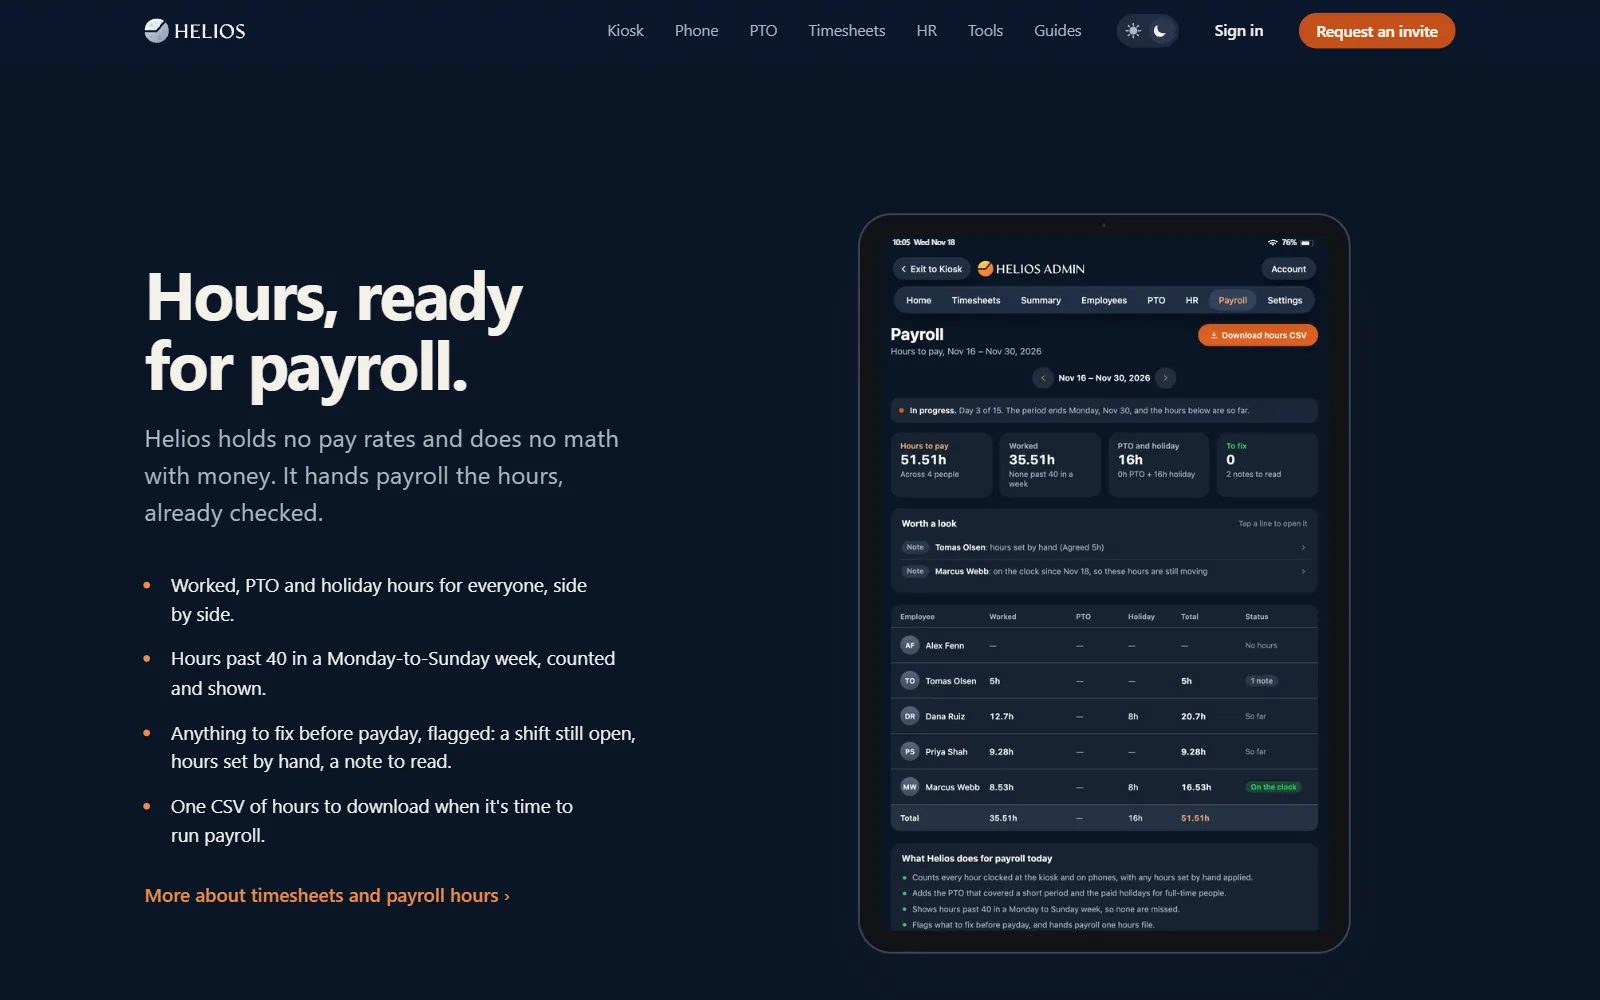 HELIOS
Kiosk
Phone
PTO
Timesheets
HR
Tools
Guides
Sign in
Request an invite
Hours, ready
for payroll.
Helios holds no pay rates and does no math
with money. It hands payroll the hours,
already checked.
Worked, PTO and holiday hours for everyone, side
by side.
Hours past 40 in a Monday-to-Sunday week, counted
and shown.
Anything to fix before payday, flagged: a shift still open,
hours set by hand, a note to read.
One CSV of hours to download when it's time to
run payroll.
More about timesheets and payroll hours ›
10:05 Wed Nov 18
76%
Exit to Kiosk
HELIOS ADMIN
Account
Home
Timesheets
Summary
Employees
PTO
HR
Payroll
Settings
Payroll
Download hours CSV
Hours to pay, Nov 16 – Nov 30, 2026
Nov 16 – Nov 30, 2026
In progress. Day 3 of 15. The period ends Monday, Nov 30, and the hours below are so far.
Hours to pay
51.51h
Across 4 people
Worked
35.51h
None past 40 in a
week
PTO and holiday
16h
0h PTO + 16h holiday
To fix
0
2 notes to read
Worth a look
Tap a line to open it
Note Tomas Olsen: hours set by hand (Agreed 5h)
Note Marcus Webb: on the clock since Nov 18, so these hours are still moving
Employee Worked PTO Holiday Total Status
AF Alex Fenn — — — — No hours
TO Tomas Olsen 5h — — 5h 1 note
DR Dana Ruiz 12.7h — 8h 20.7h So far
PS Priya Shah 9.28h — — 9.28h So far
MW Marcus Webb 8.53h — 8h 16.53h On the clock
Total 35.51h — 16h 51.51h
What Helios does for payroll today
Counts every hour clocked at the kiosk and on phones, with any hours set by hand applied.
Adds the PTO that covered a short period and the paid holidays for full-time people.
Shows hours past 40 in a Monday to Sunday week, so none are missed.
Flags what to fix before payday, and hands payroll one hours file.